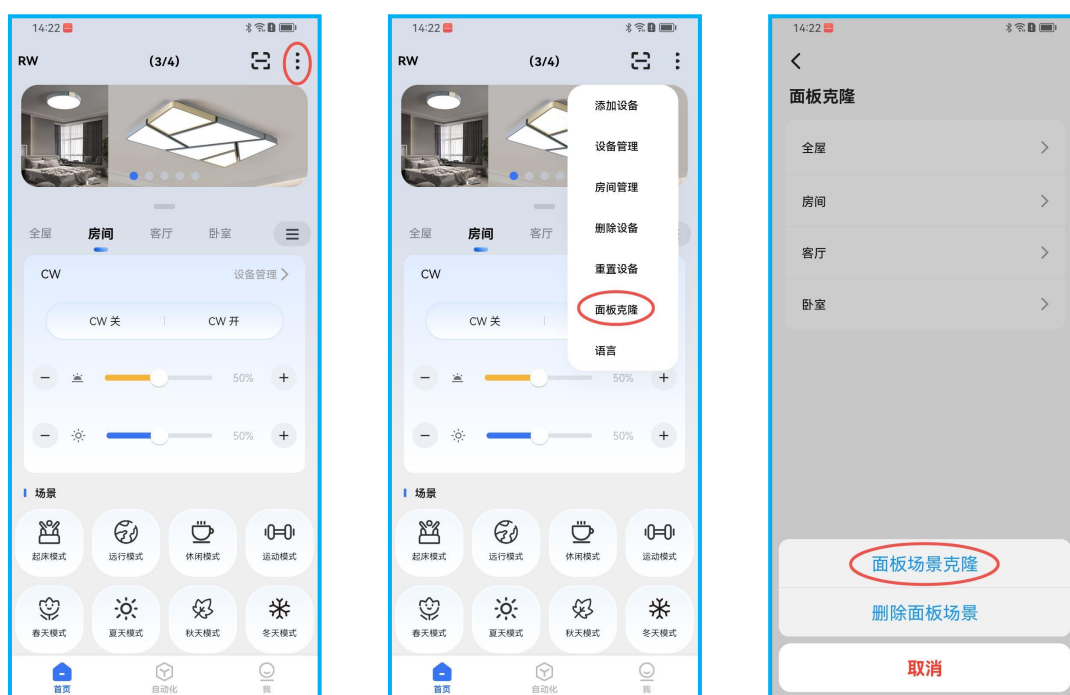 14:22
RW
(3/4)
全屋
房间
客厅
卧室
CW
设备管理
CW 关
CW 开
50%
50%
场景
起床模式
远行模式
休闲模式
运动模式
春天模式
夏天模式
秋天模式
冬天模式
首页
自动化
我
14:22
RW
(3/4)
添加设备
设备管理
房间管理
删除设备
重置设备
面板克隆
语言
全屋
房间
客厅
CW
CW 关
50%
50%
场景
起床模式
远行模式
休闲模式
运动模式
春天模式
夏天模式
秋天模式
冬天模式
首页
自动化
我
14:22
面板克隆
全屋
房间
客厅
卧室
面板场景克隆
删除面板场景
取消